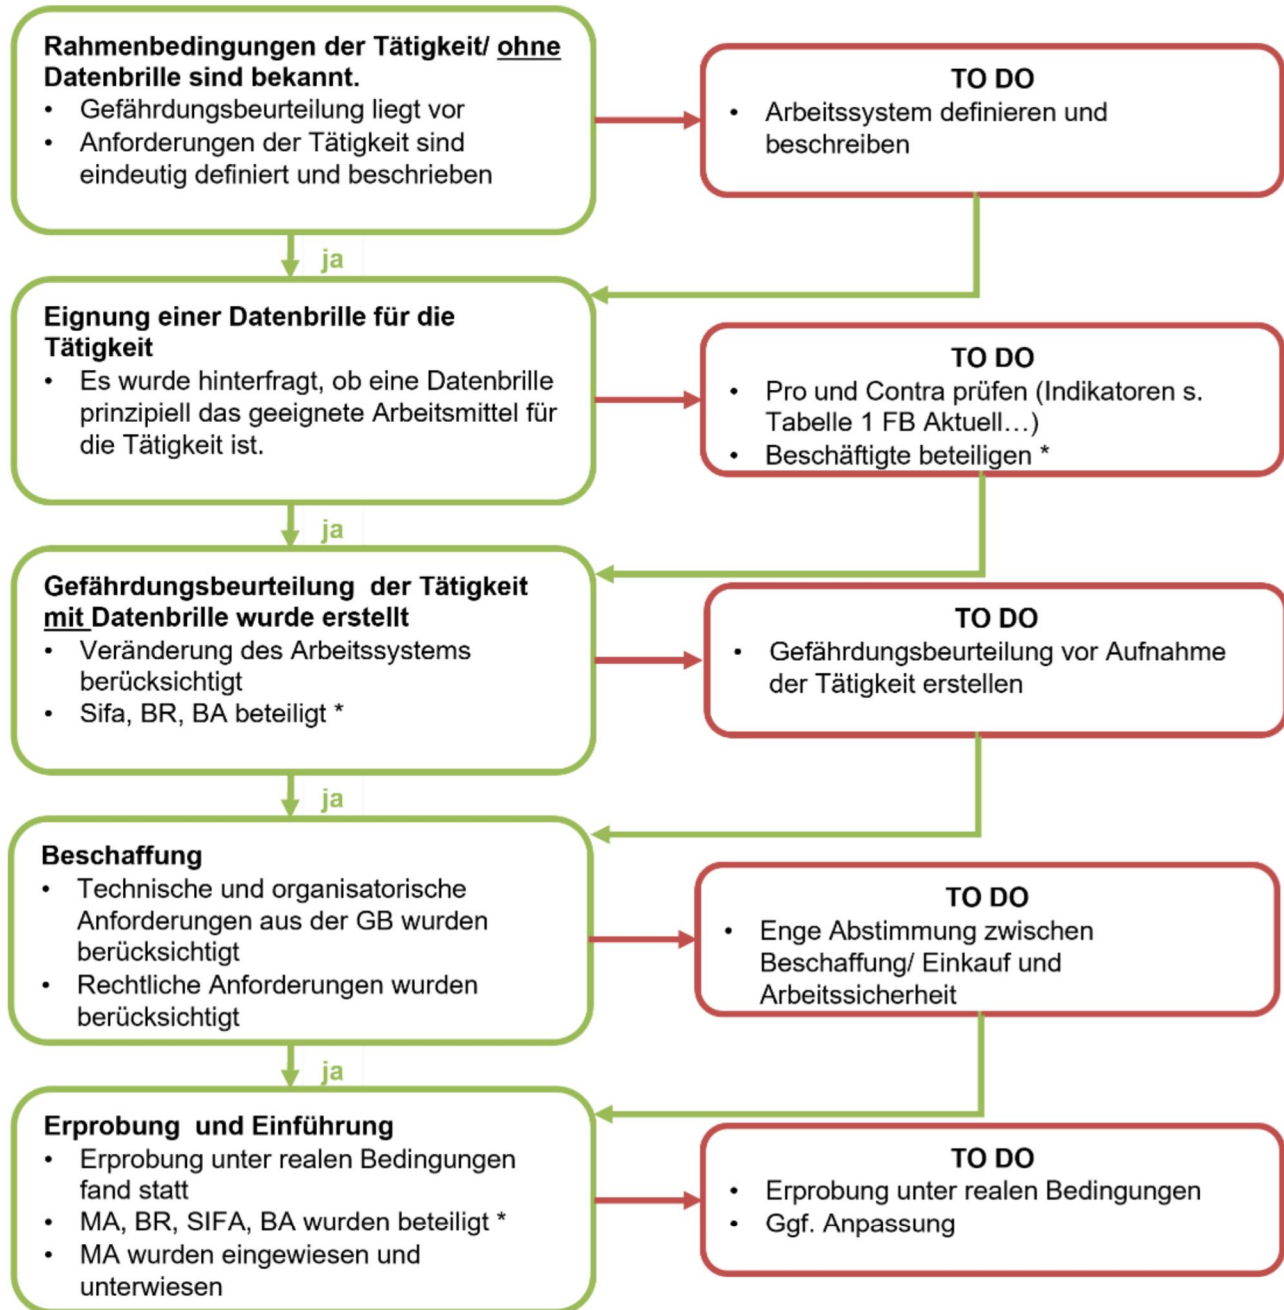 Rahmenbedingungen der Tätigkeit/ ohne
Datenbrille sind bekannt.
• Gefährdungsbeurteilung liegt vor
• Anforderungen der Tätigkeit sind
eindeutig definiert und beschrieben
TO DO
• Arbeitssystem definieren und
beschreiben
ja
Eignung einer Datenbrille für die
Tätigkeit
• Es wurde hinterfragt, ob eine Datenbrille
prinzipiell das geeignete Arbeitsmittel für
die Tätigkeit ist.
TO DO
• Pro und Contra prüfen (Indikatoren s.
Tabelle 1 FB Aktuell…)
• Beschäftigte beteiligen *
ja
Gefährdungsbeurteilung der Tätigkeit
mit Datenbrille wurde erstellt
• Veränderung des Arbeitssystems
berücksichtigt
• Sifa, BR, BA beteiligt *
TO DO
• Gefährdungsbeurteilung vor Aufnahme
der Tätigkeit erstellen
ja
Beschaffung
• Technische und organisatorische
Anforderungen aus der GB wurden
berücksichtigt
• Rechtliche Anforderungen wurden
berücksichtigt
TO DO
• Enge Abstimmung zwischen
Beschaffung/ Einkauf und
Arbeitssicherheit
ja
Erprobung und Einführung
• Erprobung unter realen Bedingungen
fand statt
• MA, BR, SIFA, BA wurden beteiligt *
• MA wurden eingewiesen und
unterwiesen
TO DO
• Erprobung unter realen Bedingungen
• Ggf. Anpassung